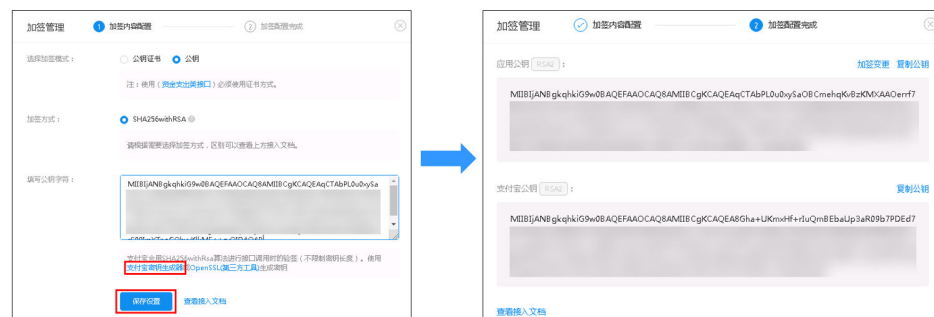 加签管理
1 加签内容配置
2 加签配置完成
选择加签模式：
公钥证书
公钥
注：使用（资金支出类接口）必须使用证书方式。
加签方式：
SHA256withRSA
请根据需要选择加签方式，区别可以查看上方接入文档。
填写公钥字符：
MIIBIjANBgkqhkiG9w0BAQEFAAOCAQ8AMIIBCgKCAQEAqCTAbPL0u0xySa
支付宝会用SHA256withRsa算法进行接口调用时的验签（不限制密钥长度）。使用
支付宝密钥生成器或OpenSSL(第三方工具)生成密钥
保存设置
查看接入文档
加签管理
加签内容配置
2 加签配置完成
应用公钥 RSA2 ：
加签变更 复制公钥
MIIBIjANBgkqhkiG9w0BAQEFAAOCAQ8AMIIBCgKCAQEAqCTAbPL0u0xySaOBCmehqKvBzKMXAAOerrf7
支付宝公钥 RSA2 ：
复制公钥
MIIBIjANBgkqhkiG9w0BAQEFAAOCAQ8AMIIBCgKCAQEA8Gha+UKmxHf+rIuQmBEbaUp3aR09b7PDEd7
查看接入文档